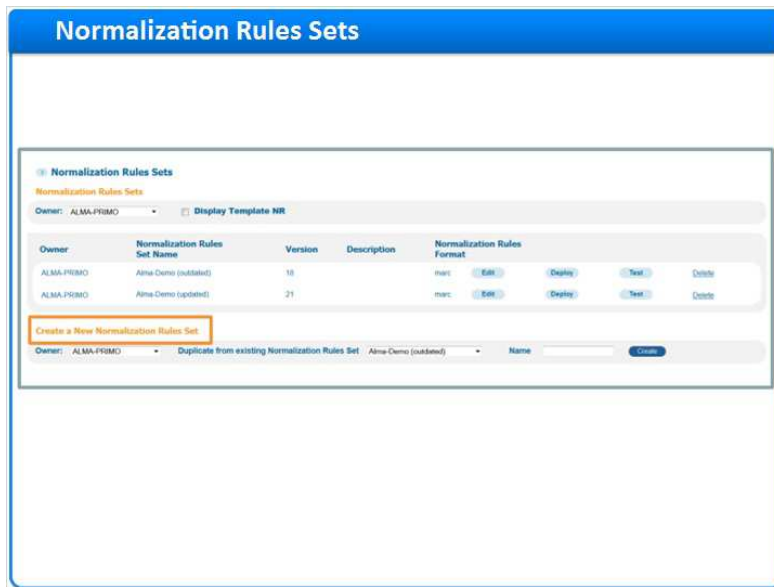 Normalization Rules Sets
Normalization Rules Sets
Normalization Rules Sets
Owner: ALMA-PRIMO Display Template NR
Owner Normalization Rules Set Name Version Description Normalization Rules Format
ALMA-PRIMO Alma-Demo (outdated) 18 marc Edit Deploy Test Delete
ALMA-PRIMO Alma-Demo (updated) 21 marc Edit Deploy Test Delete
Create a New Normalization Rules Set
Owner: ALMA-PRIMO Duplicate from existing Normalization Rules Set Alma-Demo (outdated) Name Create